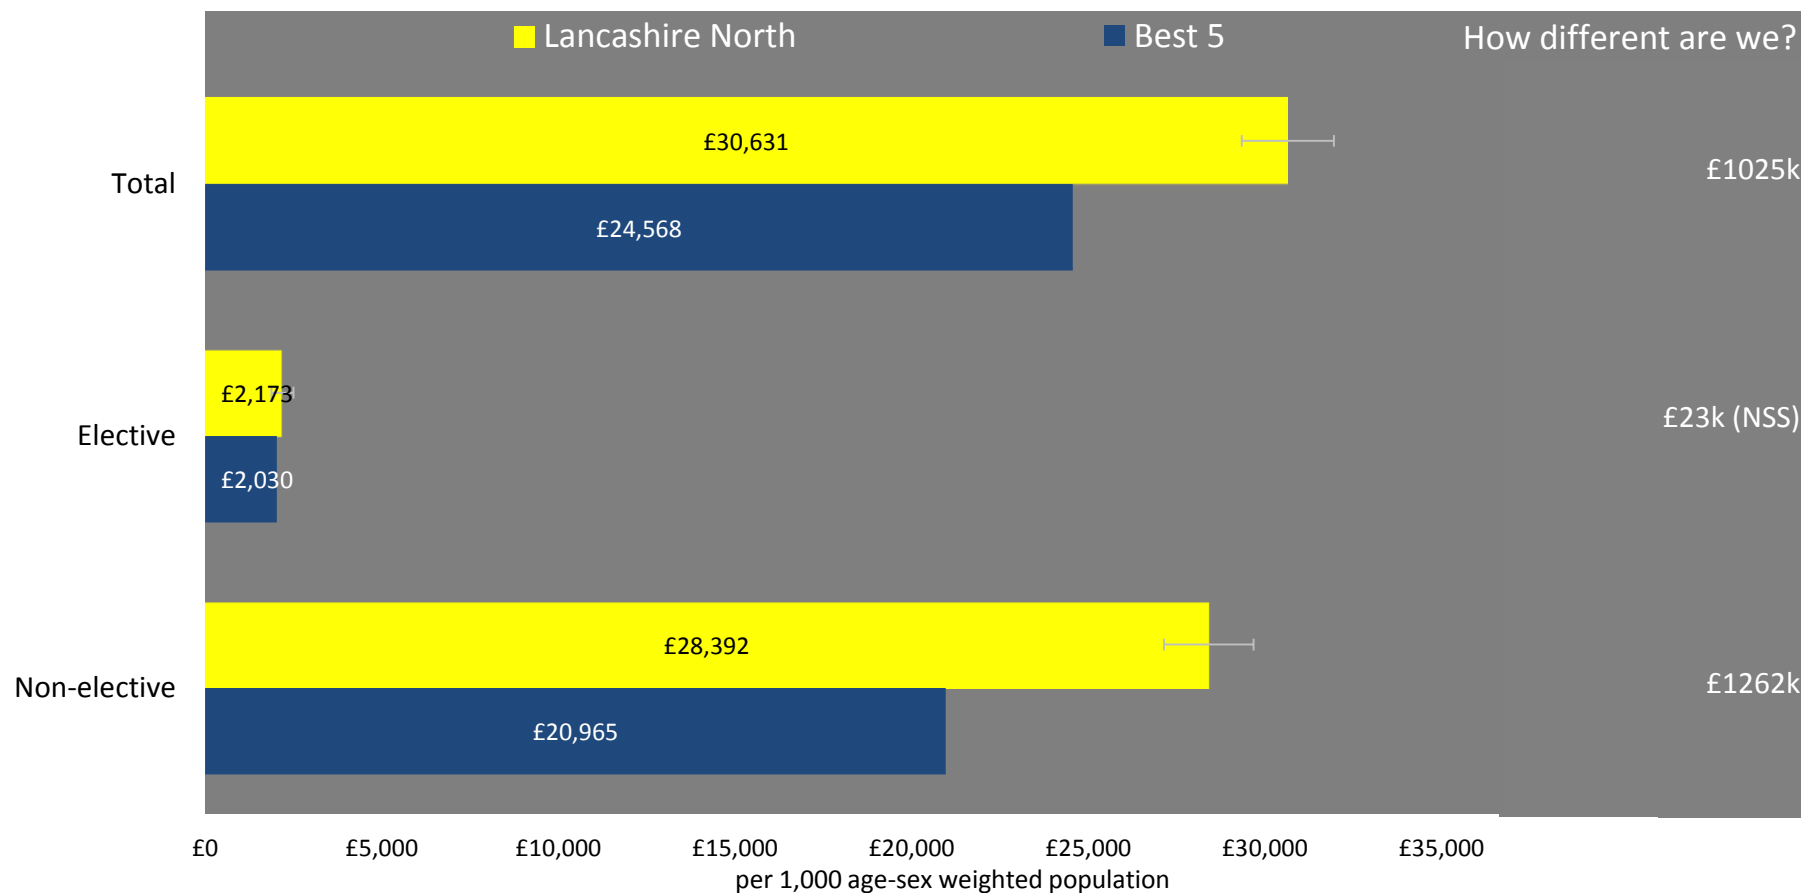 Lancashire North
Best 5
How different are we?
Total
£30,631
£24,568
£1025k
Elective
£2,173
£2,030
£23k (NSS)
Non-elective
£28,392
£20,965
£1262k
£0 £5,000 £10,000 £15,000 £20,000 £25,000 £30,000 £35,000
per 1,000 age-sex weighted population